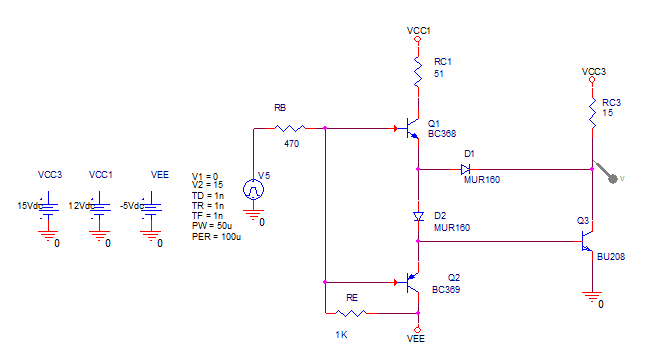 VCC1
RC1
51
VCC3
RC3
15
RB
470
Q1
BC368
D1
MUR160
V
V5
0
VCC3
VCC1
VEE
15Vdc
12Vdc
-5Vdc
0
0
0
V1 = 0
V2 = 15
TD = 1n
TR = 1n
TF = 1n
PW = 50u
PER = 100u
D2
MUR160
Q3
BU208
0
Q2
BC369
RE
1K
VEE